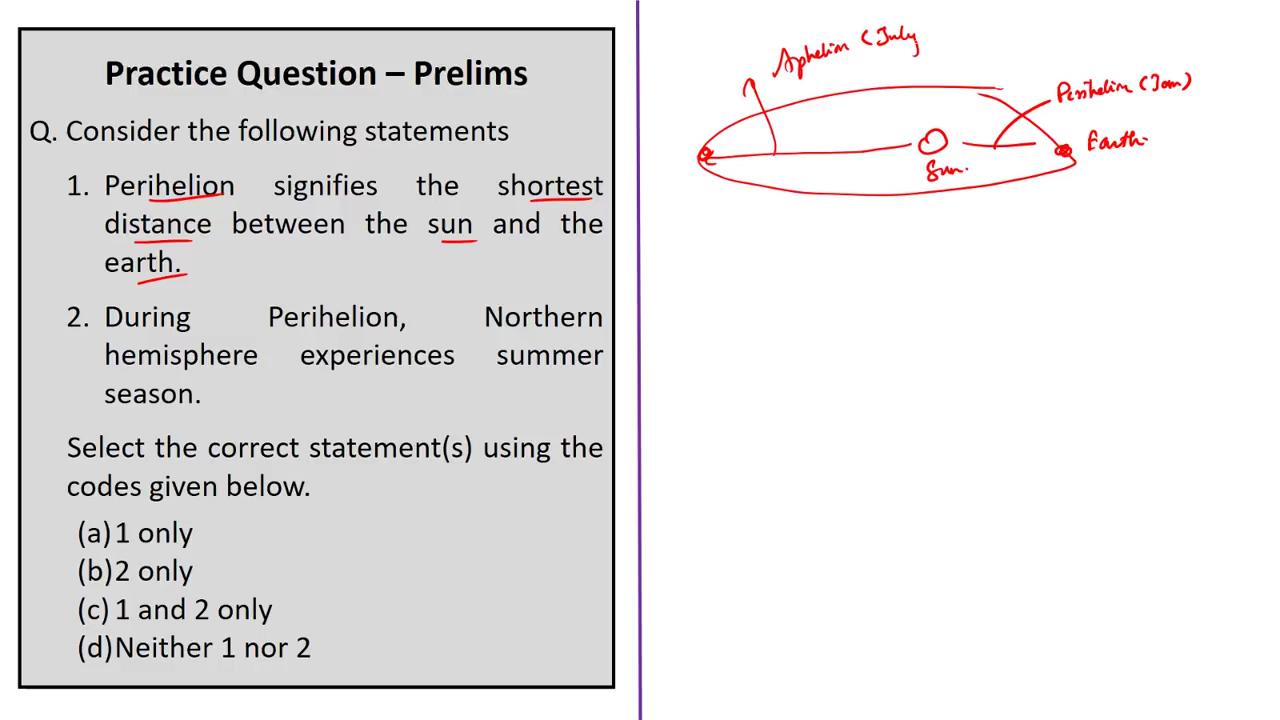 Practice Question – Prelims
Q. Consider the following statements
1. Perihelion signifies the shortest
distance between the sun and the
earth.
2. During Perihelion, Northern
hemisphere experiences summer
season.
Select the correct statement(s) using the
codes given below.
(a) 1 only
(b) 2 only
(c) 1 and 2 only
(d) Neither 1 nor 2
Aphelion (July
Perihelion (Jan)
Earth
Sun.